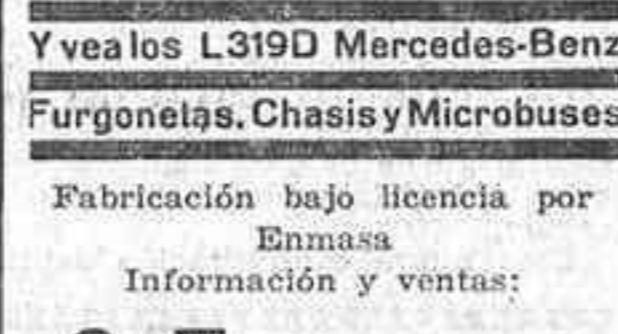 Y vea los L319D Mercedes-Benz
Furgonetas. Chasis y Microbuses
Fabricación bajo licencia por
Enmasa
Información y ventas: